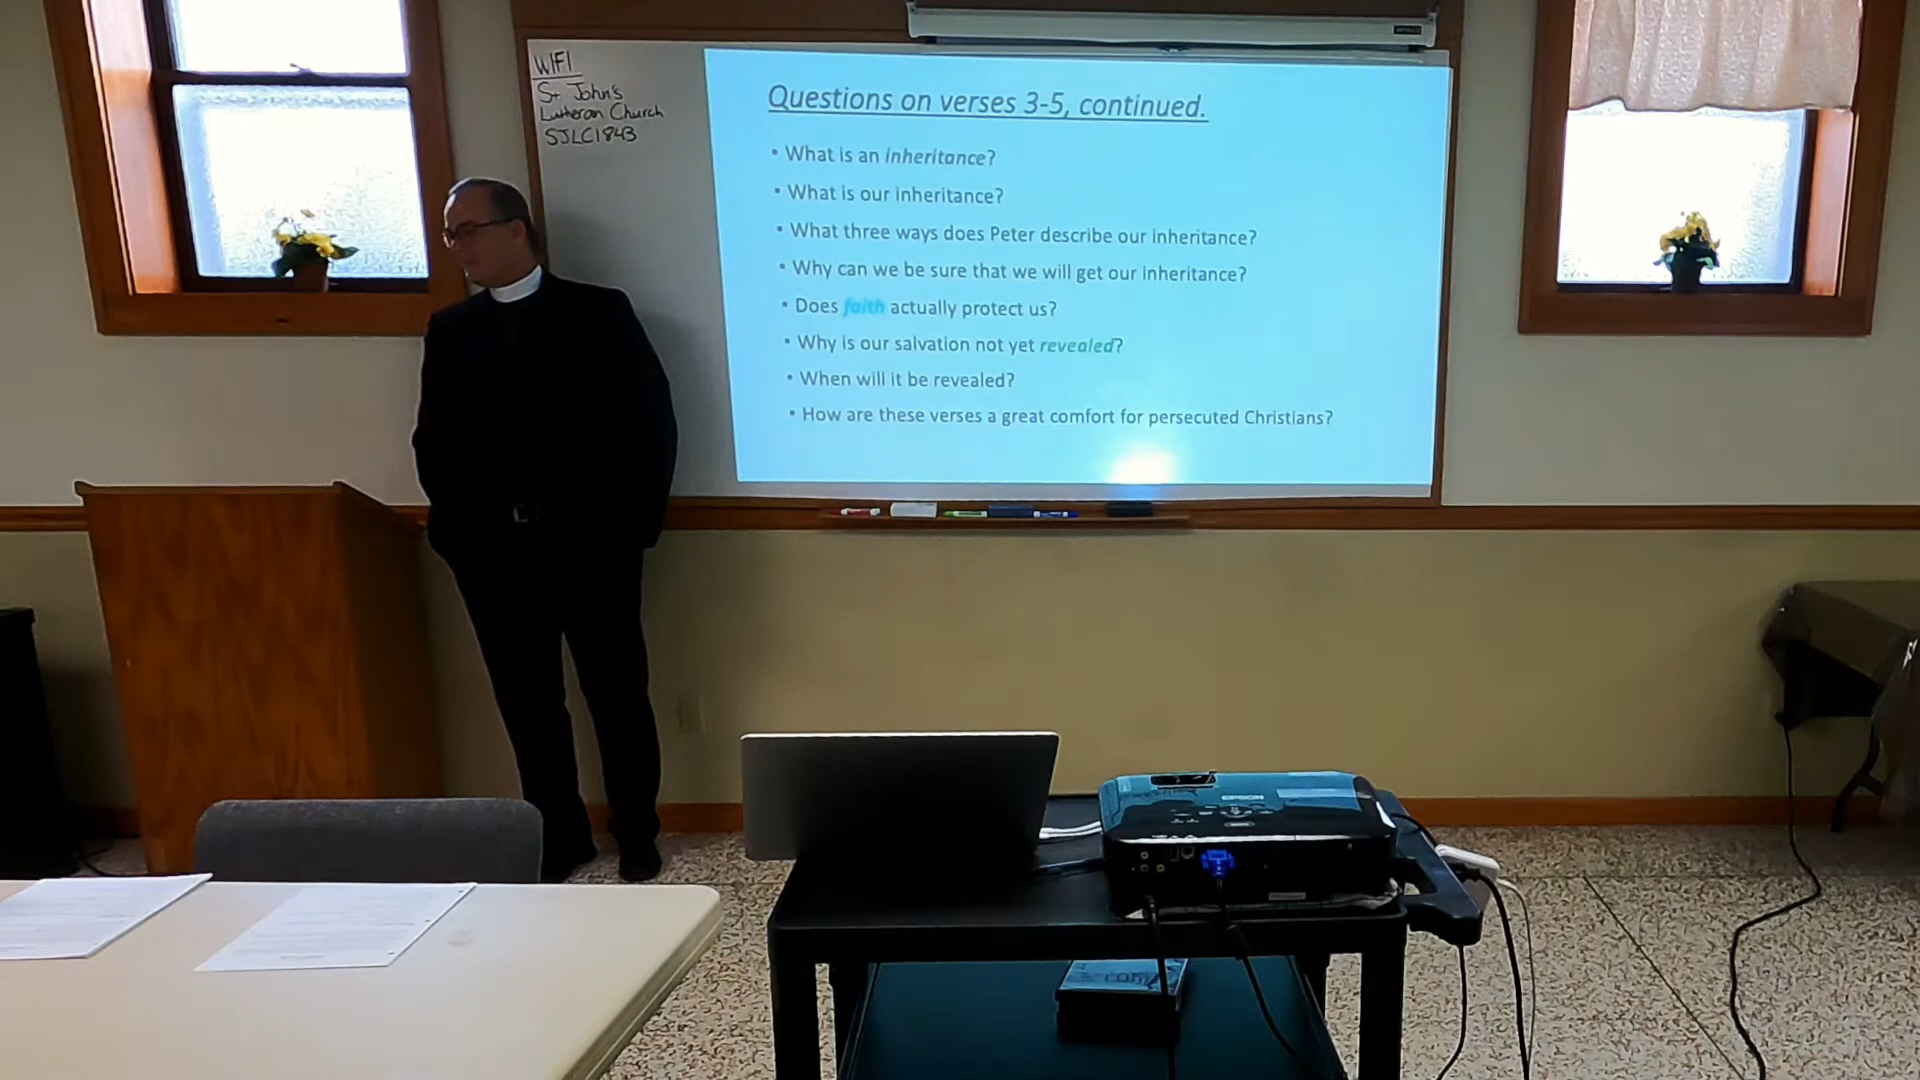 WIFI
St. John's
Lutheran Church
SJLC1843
Questions on verses 3-5, continued.
• What is an inheritance?
• What is our inheritance?
• What three ways does Peter describe our inheritance?
• Why can we be sure that we will get our inheritance?
• Does faith actually protect us?
• Why is our salvation not yet revealed?
• When will it be revealed?
• How are these verses a great comfort for persecuted Christians?
EPSON